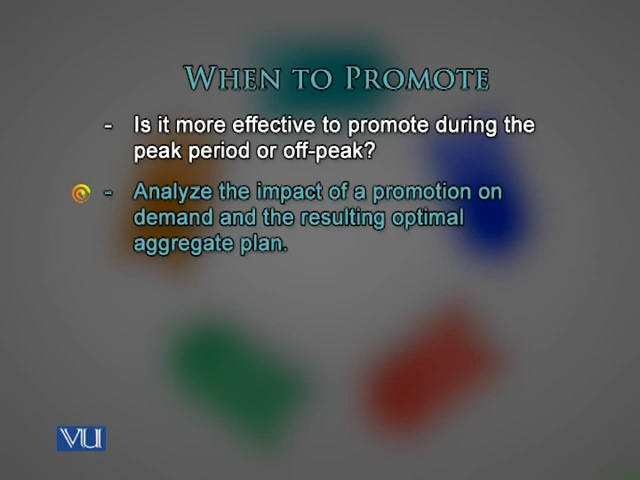 WHEN TO PROMOTE
- Is it more effective to promote during the
peak period or off-peak?
- Analyze the impact of a promotion on
demand and the resulting optimal
aggregate plan.
VU